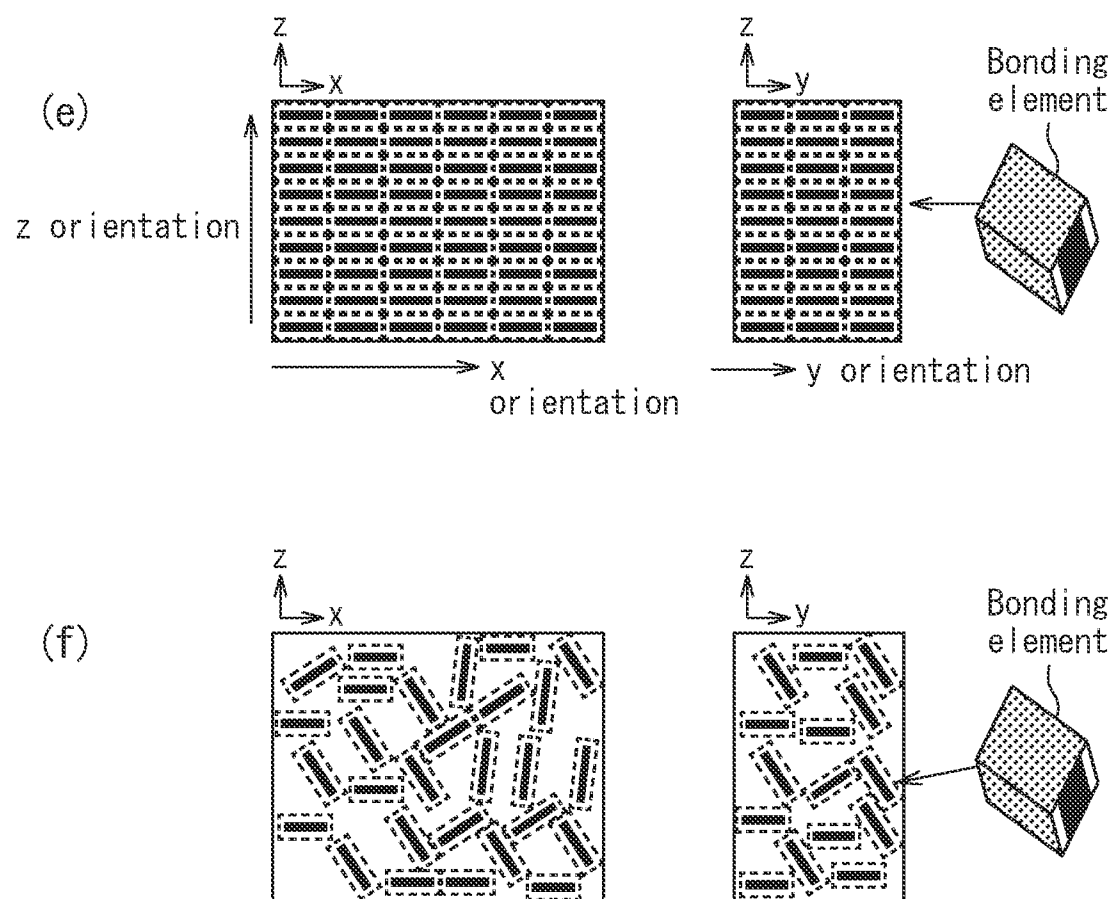 (e)
z
x
z orientation
x
orientation
z
y
y orientation
Bonding
element
(f)
z
x
z
y
Bonding
element